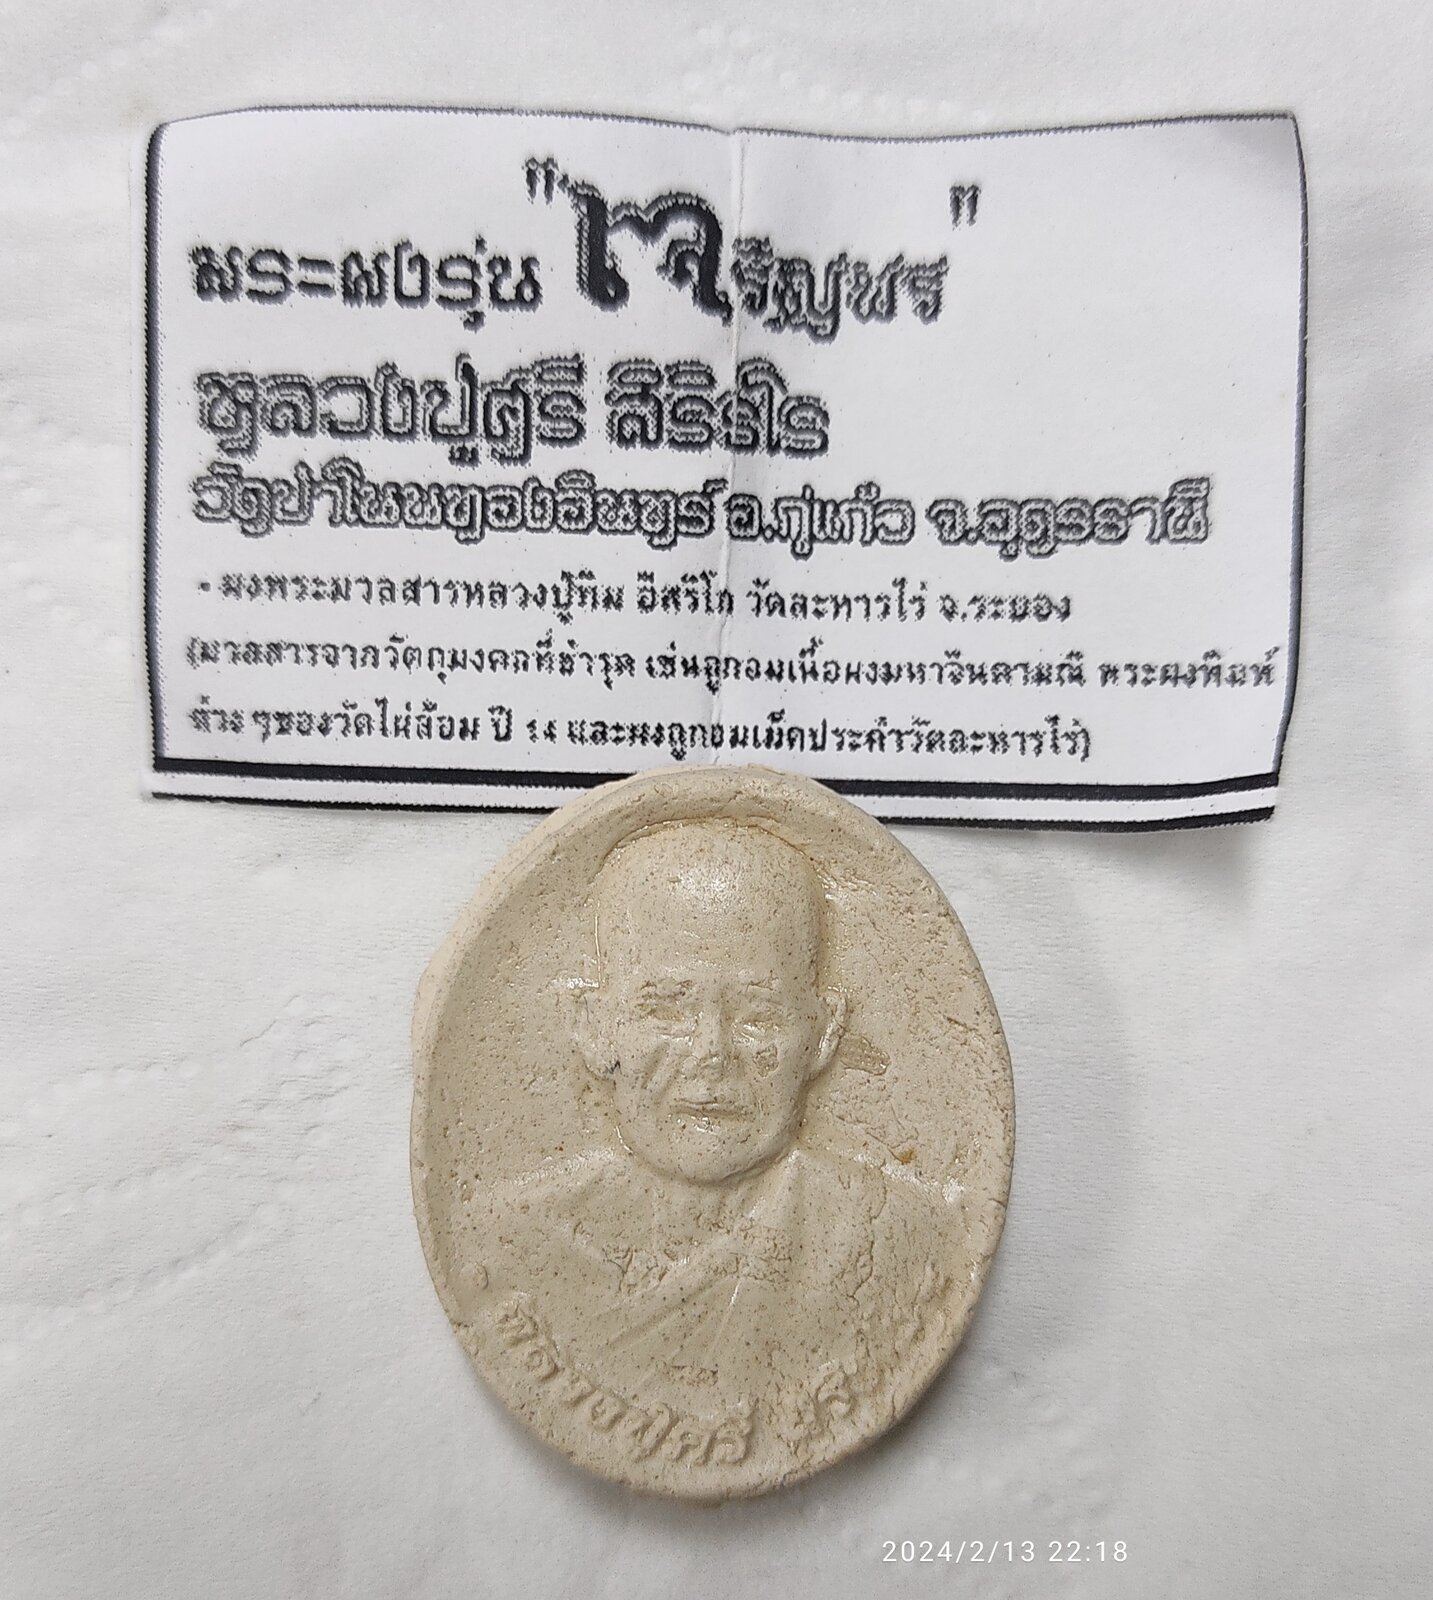 พระผงรุ่น "เจริญพร"
หลวงปู่ศรี สิริธโร
วัดป่าโนนทองอินทร์ อ.กู่แก้ว จ.อุดรธานี
- ผงพระมวลสารหลวงปู่ทิม อิสริโก วัดละหารไร่ จ.ระยอง
(มวลสารจากวัตถุมงคลที่ชำรุด เช่นลูกอมเนื้อผงมหาจินดามณี พระผงพิมพ์
ต่างๆของวัดไผ่ล้อม ปี 14 และผงลูกอมเม็ดประคำวัดละหารไร่)
หลวงปู่ศรี
2024/2/13 22:18